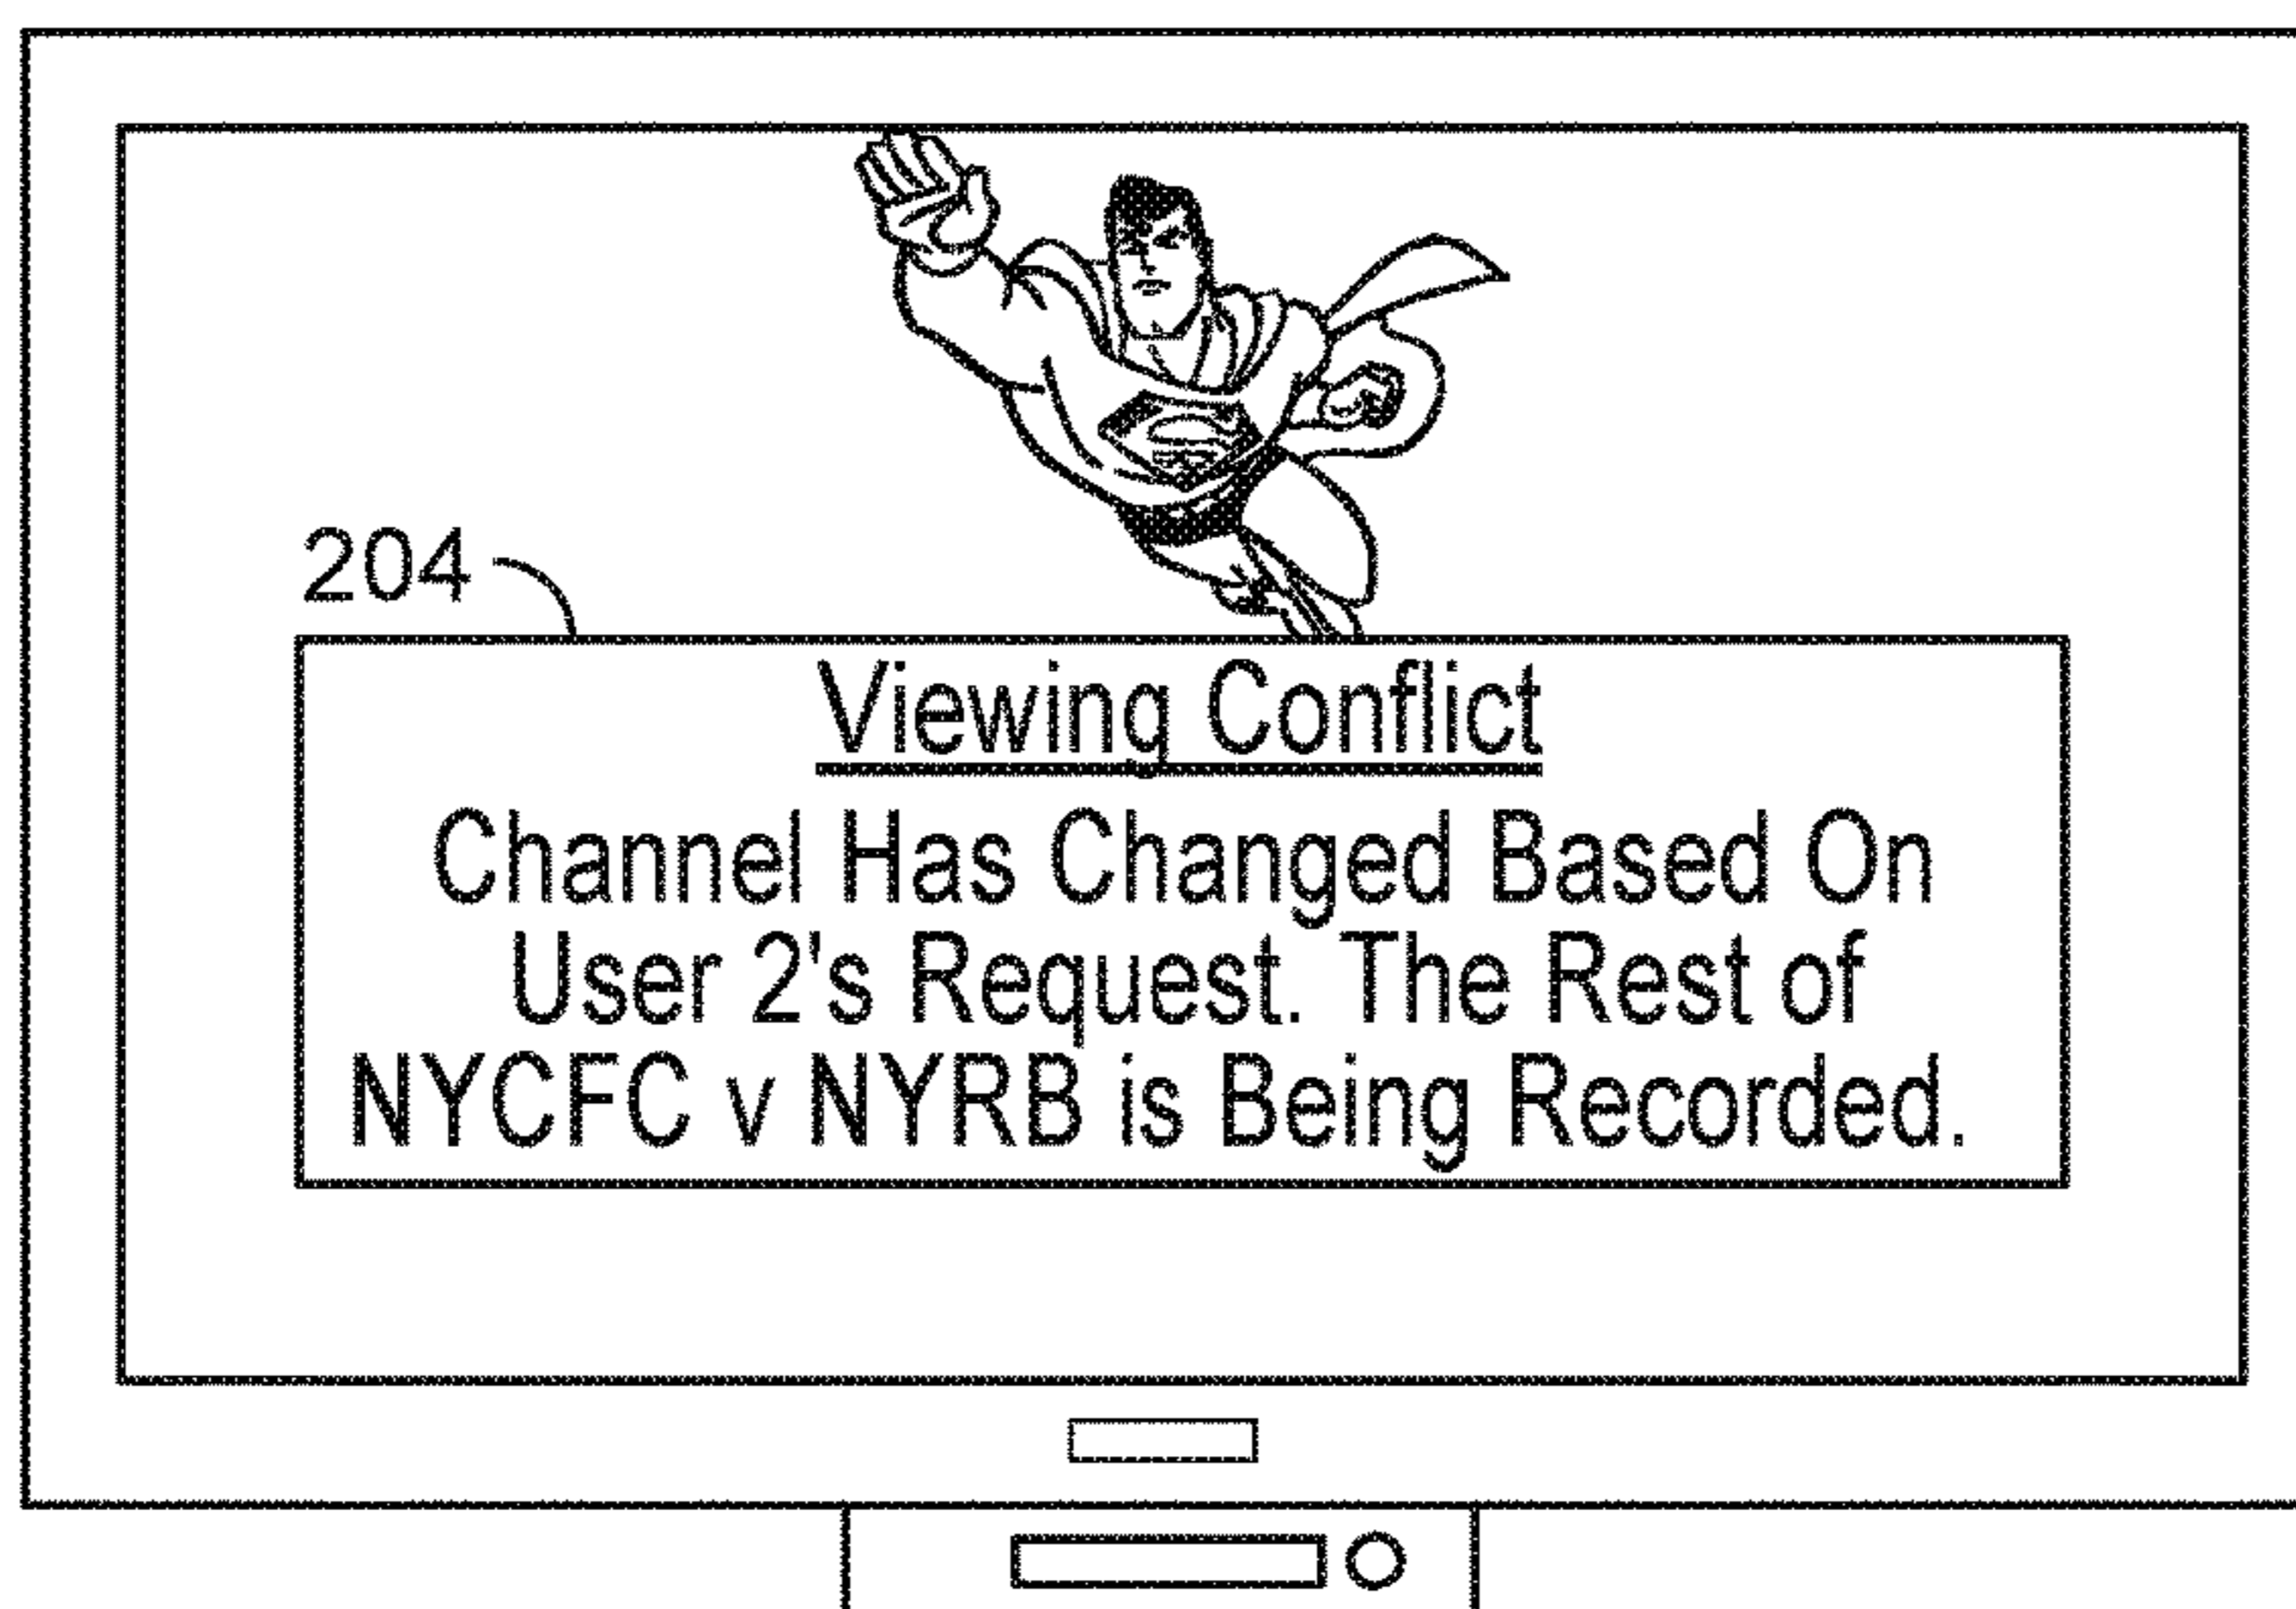 204
Viewing Conflict
Channel Has Changed Based On
User 2's Request. The Rest of
NYCFC v NYRB is Being Recorded.